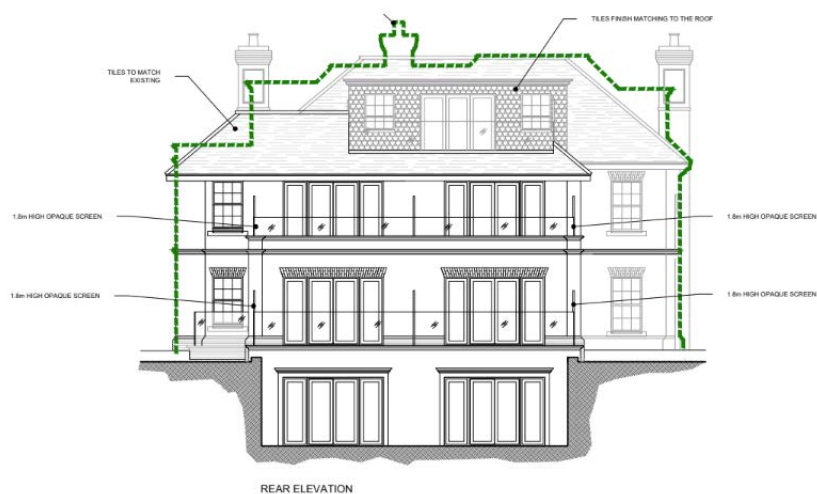 TILES FINISH MATCHING TO THE ROOF
TILES TO MATCH
EXISTING
1.8m HIGH OPAQUE SCREEN
1.8m HIGH OPAQUE SCREEN
1.8m HIGH OPAQUE SCREEN
1.8m HIGH OPAQUE SCREEN
REAR ELEVATION